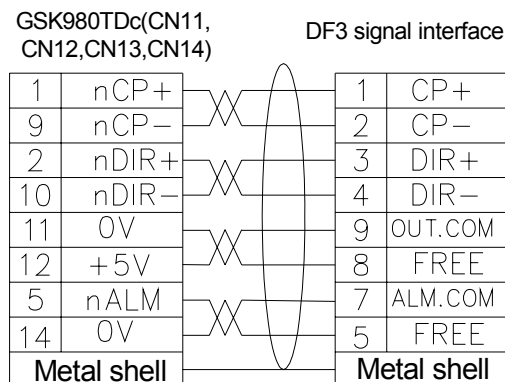 GSK980TDc(CN11,
CN12,CN13,CN14)
DF3 signal interface
1 nCP+ 1 CP+
9 nCP− 2 CP−
2 nDIR+ 3 DIR+
10 nDIR− 4 DIR−
11 0V 9 OUT.COM
12 +5V 8 FREE
5 nALM 7 ALM.COM
14 0V 5 FREE
Metal shell Metal shell